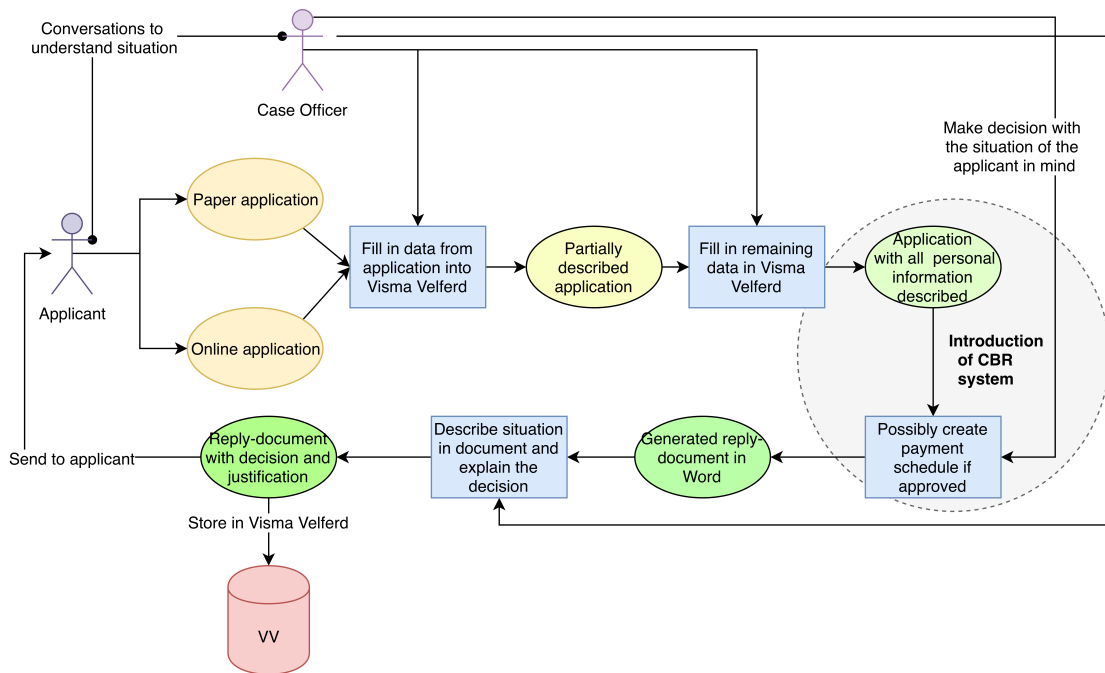 Conversations to
understand situation
Case Officer
Make decision with
the situation of the
applicant in mind
Paper application
Applicant
Online application
Fill in data from
application into
Visma Velferd
Partially
described
application
Fill in remaining
data in Visma
Velferd
Application
with all personal
information
described
Introduction
of CBR
system
Possibly create
payment
schedule if
approved
Generated reply-
document in
Word
Describe situation
in document and
explain the
decision
Reply-document
with decision and
justification
Send to applicant
Store in Visma Velferd
VV